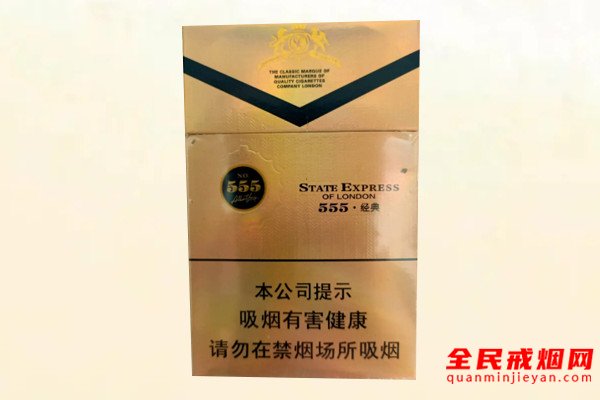 THE CLASSIC MARQUE OF
MANUFACTURERS OF
QUALITY CIGARETTES
COMPANY LONDON
NO.
555
STATE EXPRESS
OF LONDON
555·经典
本公司提示
吸烟有害健康
请勿在禁烟场所吸烟
全民戒烟网
quanminjieyan.com